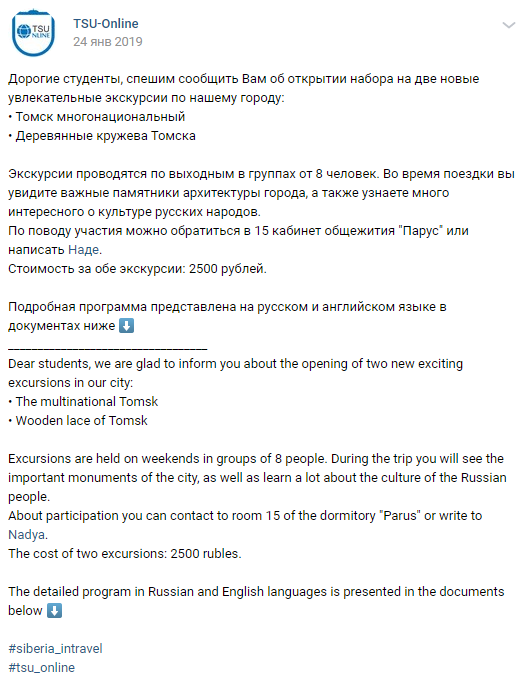 TSU
ONLINE
TSU-Online
24 янв 2019
Дорогие студенты, спешим сообщить Вам об открытии набора на две новые
увлекательные экскурсии по нашему городу:
• Томск многонациональный
• Деревянные кружева Томска
Экскурсии проводятся по выходным в группах от 8 человек. Во время поездки вы
увидите важные памятники архитектуры города, а также узнаете много
интересного о культуре русских народов.
По поводу участия можно обратиться в 15 кабинет общежития "Парус" или
написать Наде.
Стоимость за обе экскурсии: 2500 рублей.
Подробная программа представлена на русском и английском языке в
документах ниже ⬇
__________________________________
Dear students, we are glad to inform you about the opening of two new exciting
excursions in our city:
• The multinational Tomsk
• Wooden lace of Tomsk
Excursions are held on weekends in groups of 8 people. During the trip you will see the
important monuments of the city, as well as learn a lot about the culture of the Russian
people.
About participation you can contact to room 15 of the dormitory "Parus" or write to
Nadya.
The cost of two excursions: 2500 rubles.
The detailed program in Russian and English languages is presented in the documents
below ⬇
#siberia_intravel
#tsu_online